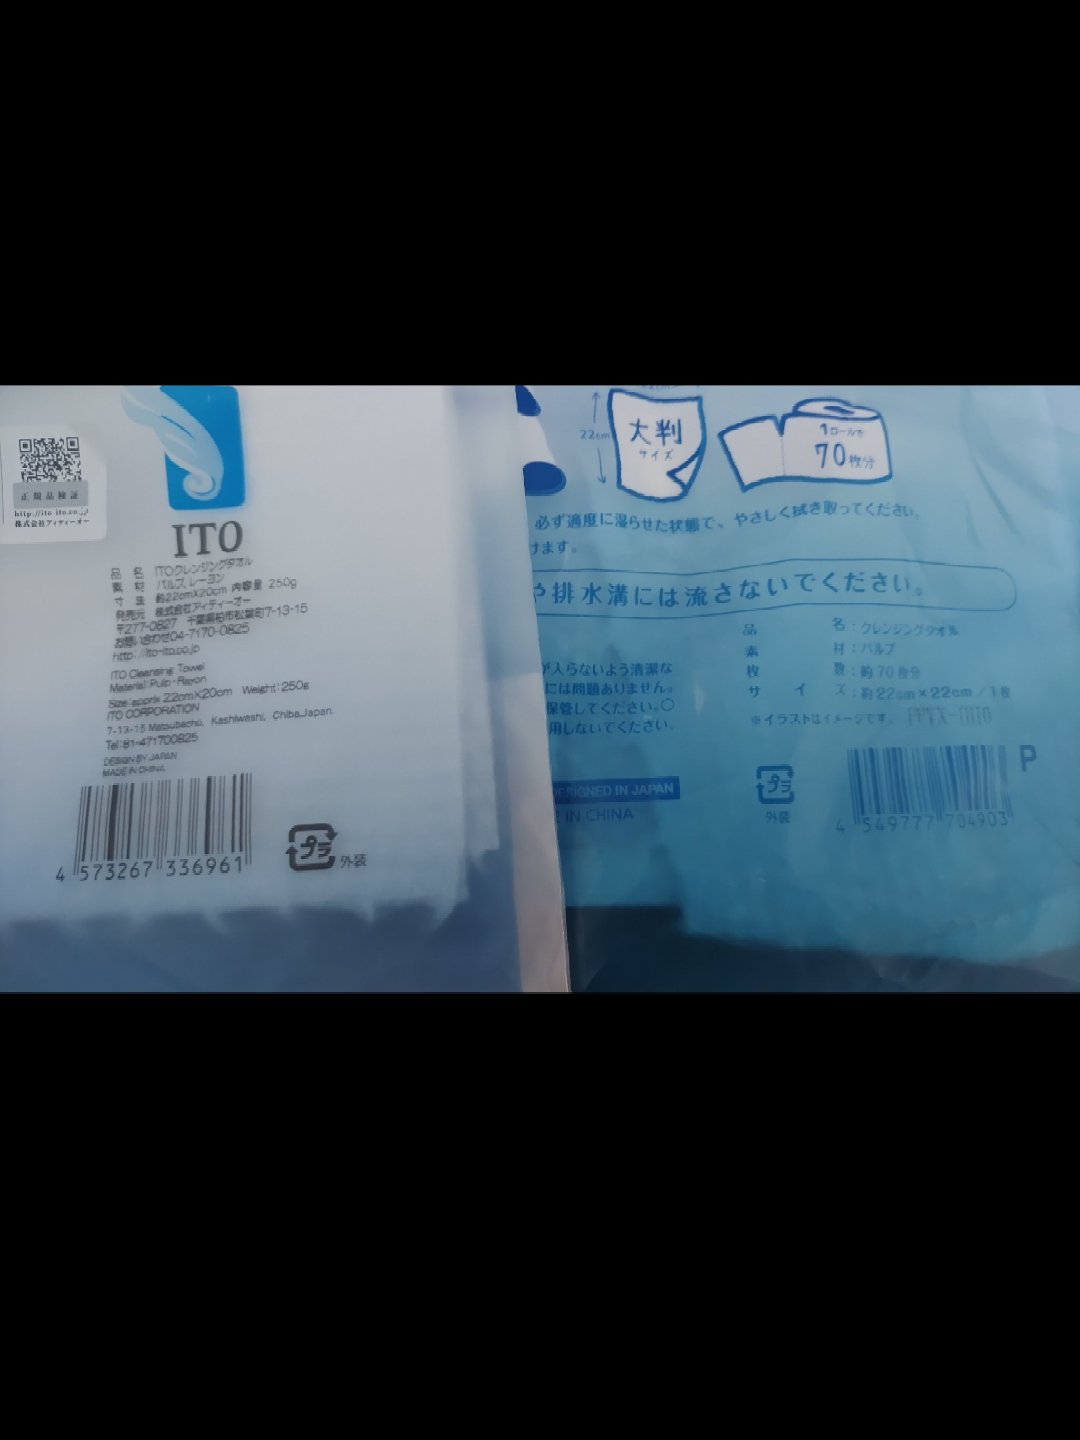 正規品検証
http://ito-ito.co.jp
株式会社アイティーオー
ITO
品 名 ITOクレンジングタオル
素 材 パルプ、レーヨン
寸 法 約22cmX20cm 内容量 250g
発売元 株式会社アイティーオー
〒277-0827 千葉県柏市松葉町7-13-15
お問い合わせ04-7170-0825
http://ito-ito.co.jp
ITO Cleansing Towel
Material:Pulp・Rayon
Size:apprix 22cm×20cm Weight:250g
ITO CORPORATION
7-13-15 Matsubacho, Kashiwashi, Chiba,Japan.
Tel:81-471700825
DESIGN BY JAPAN
MADE IN CHINA
4 573267 336961
プラ
外装
22cm
大判
サイズ
1ロールで
70枚分
必ず適度に湿らせた状態で、やさしく拭き取ってください。
けます。
や排水溝には流さないでください。
が入らないよう清潔な
には問題ありません。
保管してください。○
用しないでください。
品 名：クレンジングタオル
素 材：パルプ
枚 数：約70枚分
サ イ ズ：約22cm×22cm／1枚
※イラストはイメージです。
DESIGNED IN JAPAN
E IN CHINA
プラ
外装
4 549777 704903
P